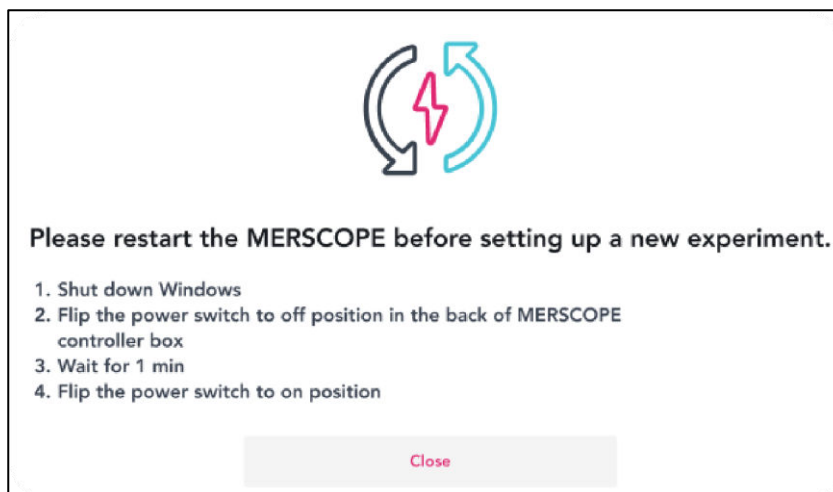 Please restart the MERSCOPE before setting up a new experiment.
1. Shut down Windows
2. Flip the power switch to off position in the back of MERSCOPE
controller box
3. Wait for 1 min
4. Flip the power switch to on position
Close